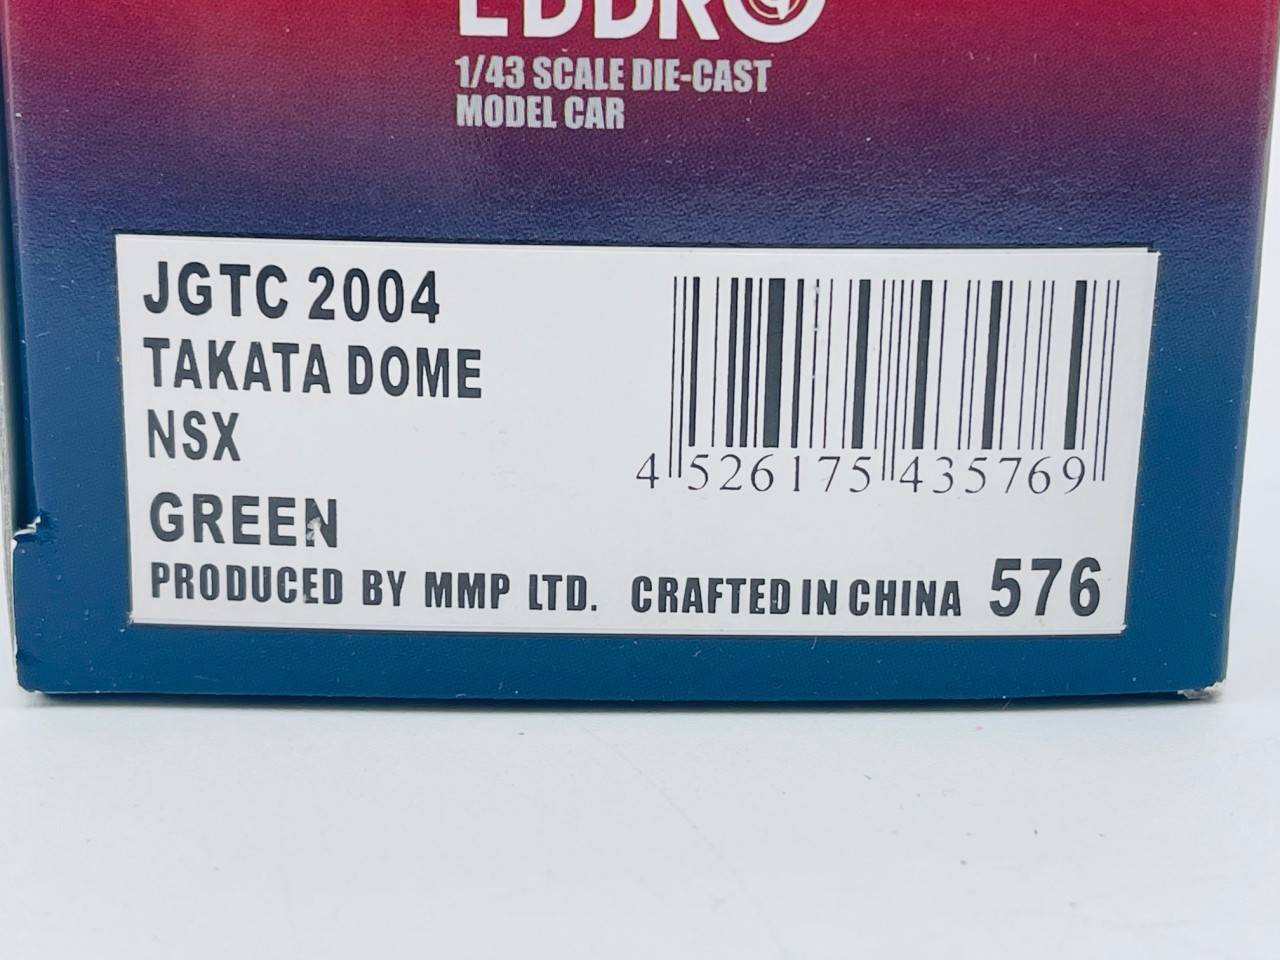 EBBRO
1/43 SCALE DIE-CAST
MODEL CAR
JGTC 2004
TAKATA DOME
NSX
GREEN
4 526175 435769
PRODUCED BY MMP LTD. CRAFTED IN CHINA 576